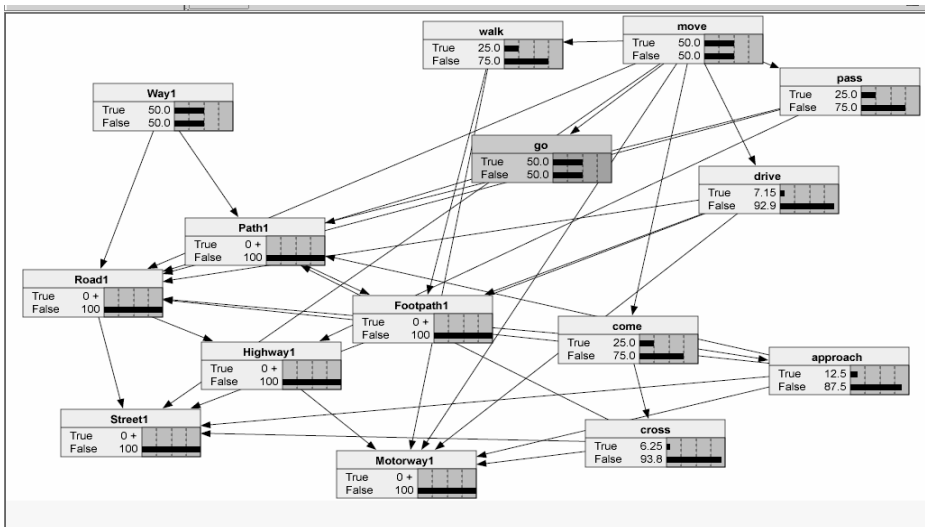 walk
True 25.0
False 75.0
move
True 50.0
False 50.0
pass
True 25.0
False 75.0
Way1
True 50.0
False 50.0
go
True 50.0
False 50.0
drive
True 7.15
False 92.9
Path1
True 0 +
False 100
Road1
True 0 +
False 100
Footpath1
True 0 +
False 100
come
True 25.0
False 75.0
Highway1
True 0 +
False 100
approach
True 12.5
False 87.5
Street1
True 0 +
False 100
cross
True 6.25
False 93.8
Motorway1
True 0 +
False 100